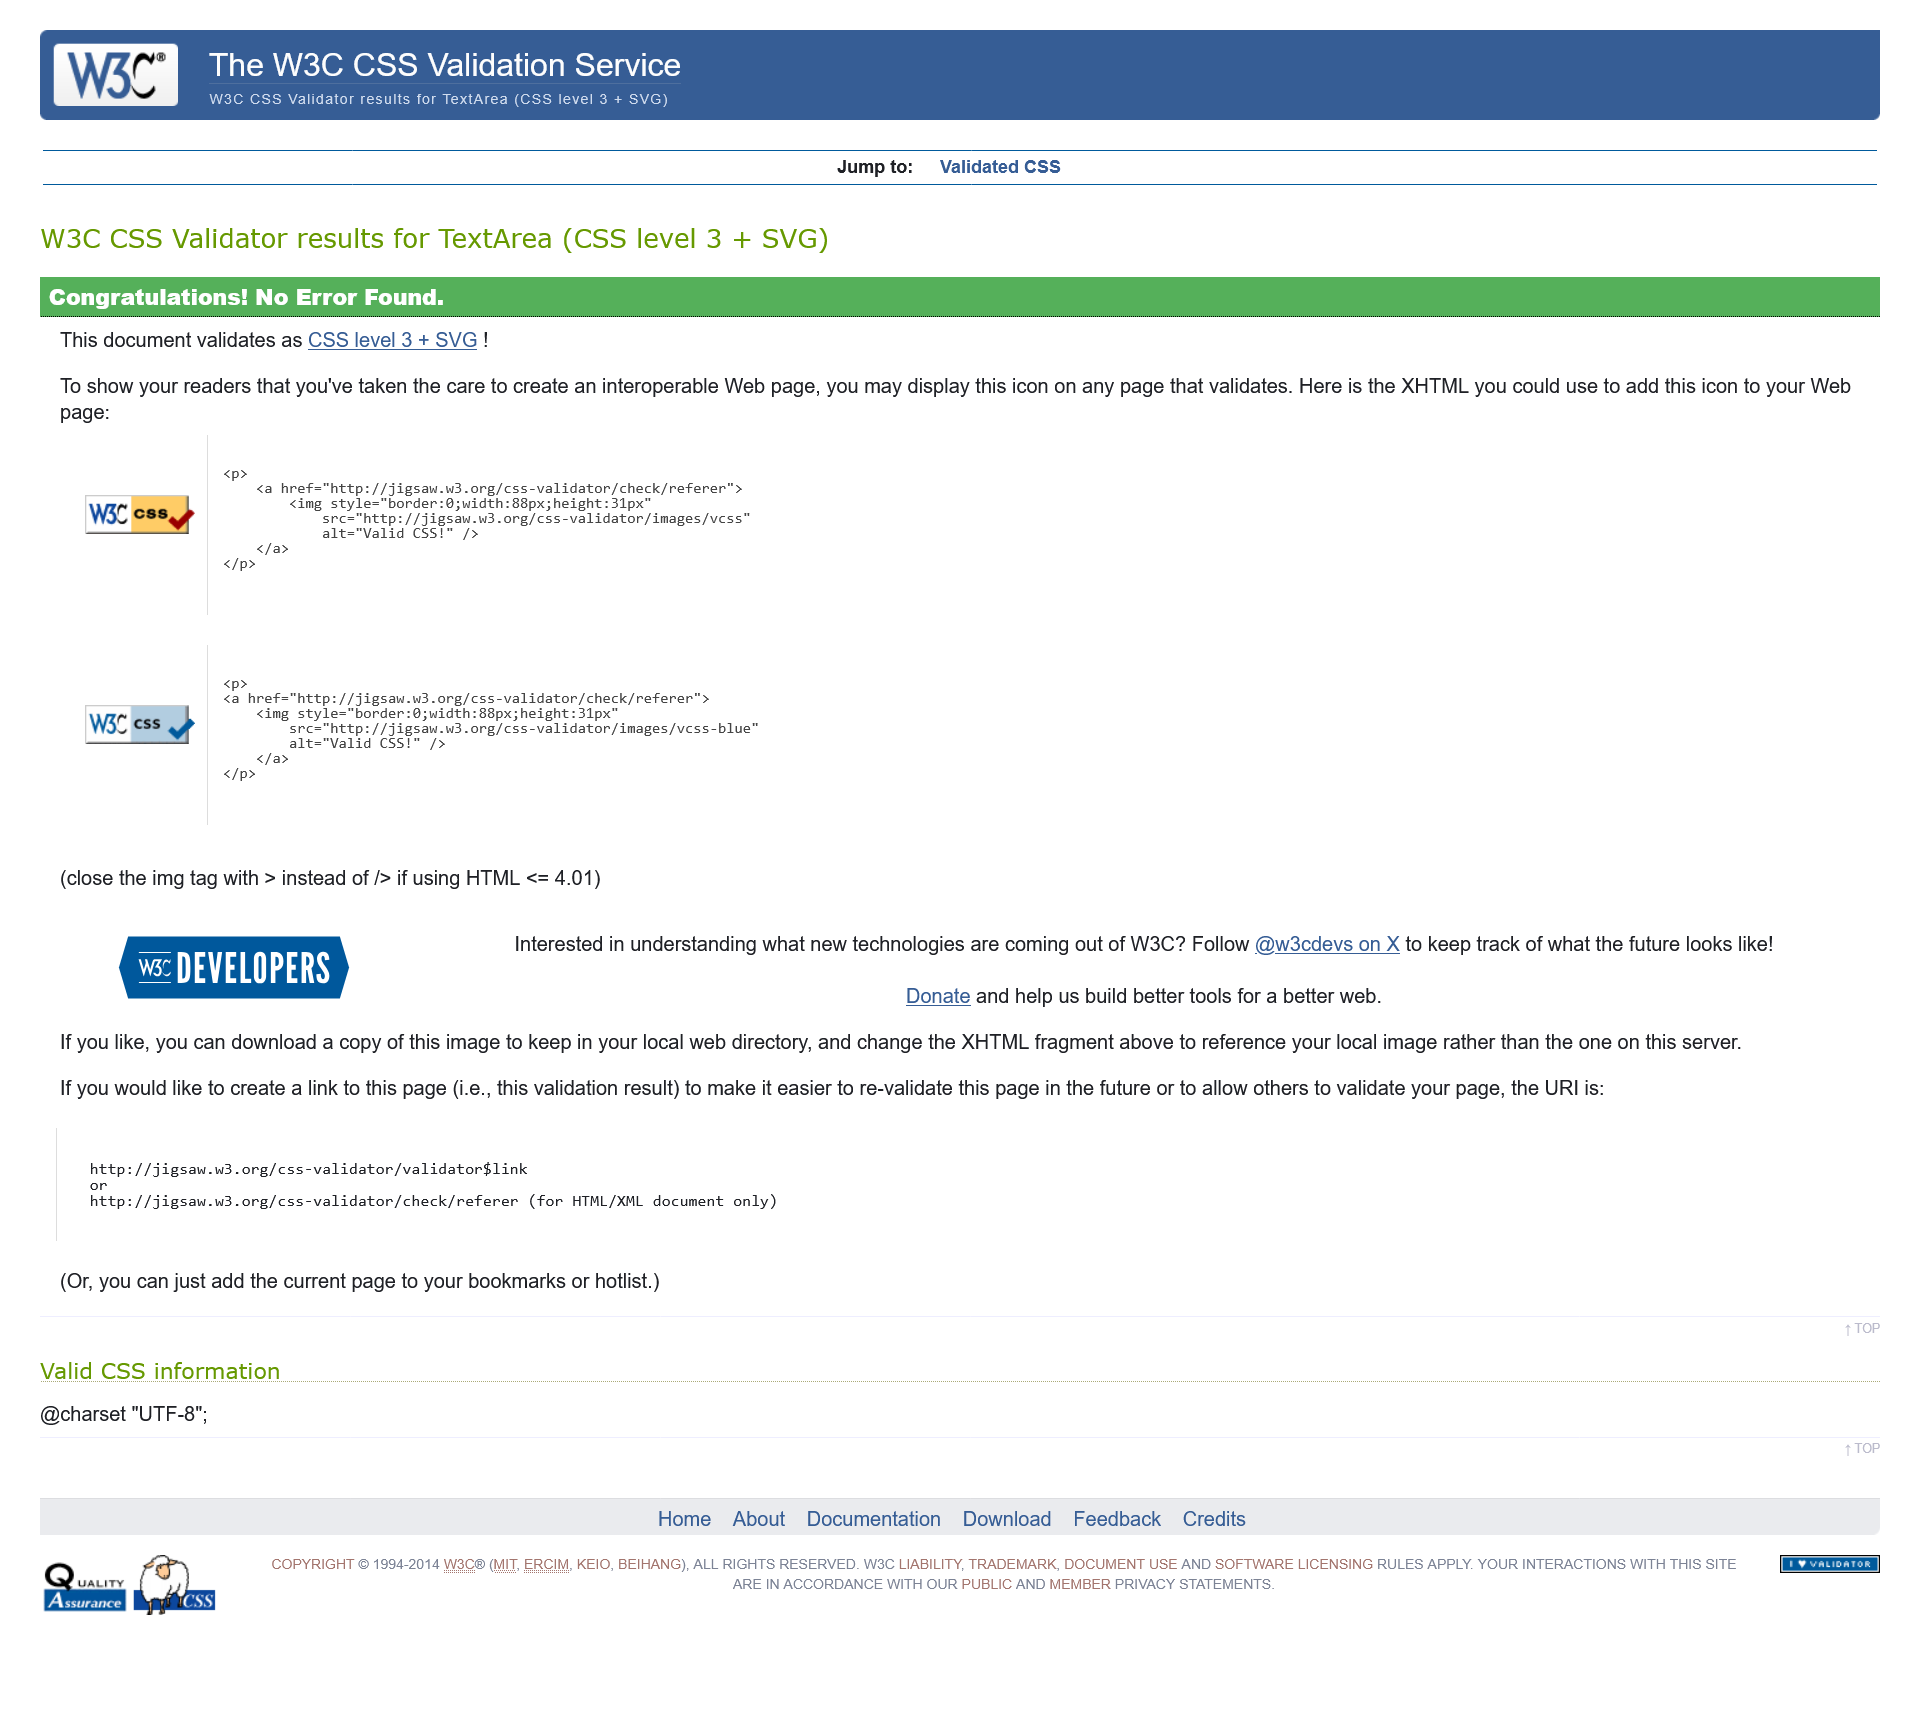 W3C®
The W3C CSS Validation Service
W3C CSS Validator results for TextArea (CSS level 3 + SVG)
Jump to: Validated CSS
W3C CSS Validator results for TextArea (CSS level 3 + SVG)
Congratulations! No Error Found.
This document validates as CSS level 3 + SVG !
To show your readers that you've taken the care to create an interoperable Web page, you may display this icon on any page that validates. Here is the XHTML you could use to add this icon to your Web
page:
W3C css
<p>
    <a href="http://jigsaw.w3.org/css-validator/check/referer">
        <img style="border:0;width:88px;height:31px"
            src="http://jigsaw.w3.org/css-validator/images/vcss"
            alt="Valid CSS!" />
    </a>
</p>
W3C css
<p>
<a href="http://jigsaw.w3.org/css-validator/check/referer">
    <img style="border:0;width:88px;height:31px"
        src="http://jigsaw.w3.org/css-validator/images/vcss-blue"
        alt="Valid CSS!" />
    </a>
</p>
(close the img tag with > instead of /> if using HTML <= 4.01)
W3C DEVELOPERS
Interested in understanding what new technologies are coming out of W3C? Follow @w3cdevs on X to keep track of what the future looks like!
Donate and help us build better tools for a better web.
If you like, you can download a copy of this image to keep in your local web directory, and change the XHTML fragment above to reference your local image rather than the one on this server.
If you would like to create a link to this page (i.e., this validation result) to make it easier to re-validate this page in the future or to allow others to validate your page, the URI is:
http://jigsaw.w3.org/css-validator/validator$link
or
http://jigsaw.w3.org/css-validator/check/referer (for HTML/XML document only)
(Or, you can just add the current page to your bookmarks or hotlist.)
↑ TOP
Valid CSS information
@charset "UTF-8";
↑ TOP
Home About Documentation Download Feedback Credits
Quality
Assurance
CSS
COPYRIGHT © 1994-2014 W3C® (MIT, ERCIM, KEIO, BEIHANG), ALL RIGHTS RESERVED. W3C LIABILITY, TRADEMARK, DOCUMENT USE AND SOFTWARE LICENSING RULES APPLY. YOUR INTERACTIONS WITH THIS SITE
ARE IN ACCORDANCE WITH OUR PUBLIC AND MEMBER PRIVACY STATEMENTS.
I ♥ VALIDATOR